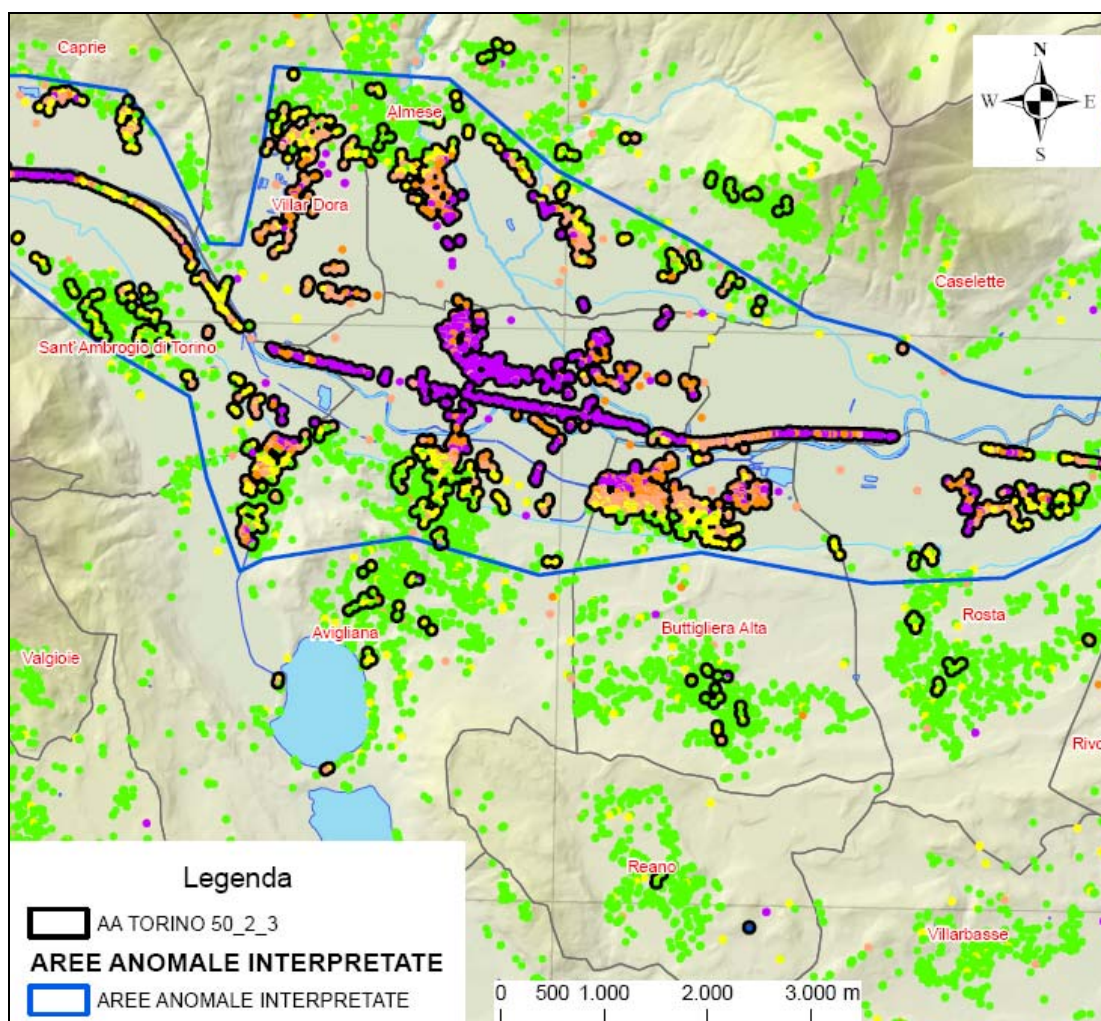 Caprie
N
W E
S
Almese
Villar Dora
Caselette
Sant'Ambrogio di Torino
Avigliana
Buttigliera Alta
Rosta
Valgioie
Rivo
Reano
Villarbasse
Legenda
AA TORINO 50_2_3
AREE ANOMALE INTERPRETATE
AREE ANOMALE INTERPRETATE
0 500 1.000 2.000 3.000 m